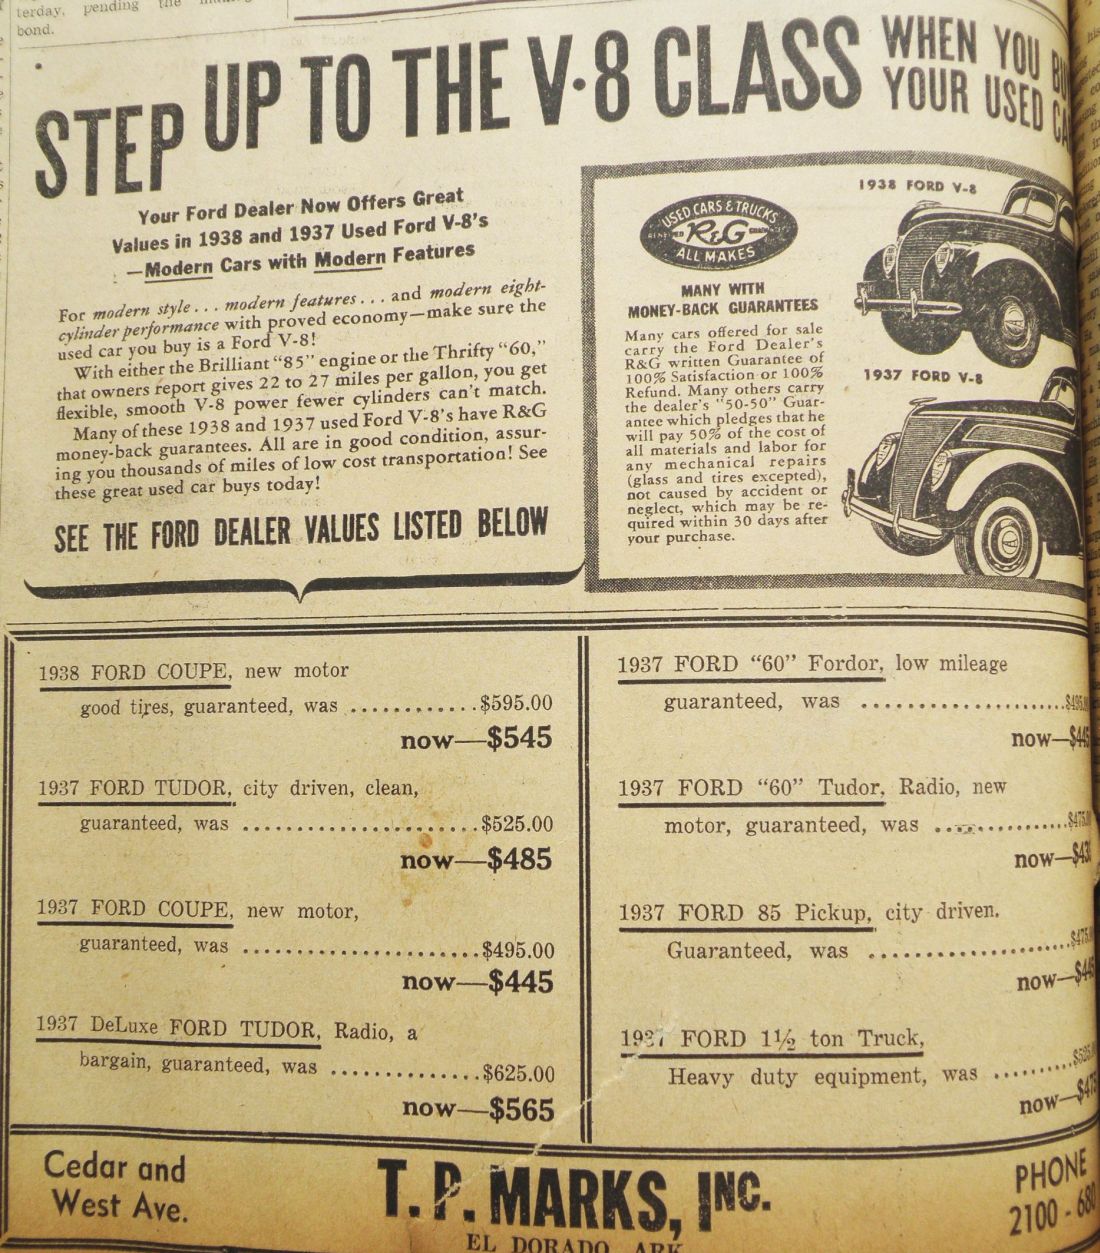 terday, pending the
bond.
STEP UP TO THE V·8 CLASS
WHEN YOU
YOUR USED
Your Ford Dealer Now Offers Great
Values in 1938 and 1937 Used Ford V-8's
—Modern Cars with Modern Features
For modern style . . . modern features . . . and modern eight-
cylinder performance with proved economy—make sure the
used car you buy is a Ford V-8!
With either the Brilliant "85" engine or the Thrifty "60,"
that owners report gives 22 to 27 miles per gallon, you get
flexible, smooth V-8 power fewer cylinders can't match.
Many of these 1938 and 1937 used Ford V-8's have R&G
money-back guarantees. All are in good condition, assur-
ing you thousands of miles of low cost transportation! See
these great used car buys today!
SEE THE FORD DEALER VALUES LISTED BELOW
USED CARS & TRUCKS
R&G
ALL MAKES
MANY WITH
MONEY-BACK GUARANTEES
Many cars offered for sale
carry the Ford Dealer's
R&G written Guarantee of
100% Satisfaction or 100%
Refund. Many others carry
the dealer's "50-50" Guar-
antee which pledges that he
will pay 50% of the cost of
all materials and labor for
any mechanical repairs
(glass and tires excepted),
not caused by accident or
neglect, which may be re-
quired within 30 days after
your purchase.
1938 FORD V-8
1937 FORD V-8
1938 FORD COUPE, new motor
good tires, guaranteed, was ............$595.00
now—$545
1937 FORD TUDOR, city driven, clean,
guaranteed, was ......................$525.00
now—$485
1937 FORD COUPE, new motor,
guaranteed, was ......................$495.00
now—$445
1937 DeLuxe FORD TUDOR, Radio, a
bargain, guaranteed, was ..............$625.00
now—$565
1937 FORD "60" Fordor, low mileage
guaranteed, was ...................
now—
1937 FORD "60" Tudor, Radio, new
motor, guaranteed, was ..............
now—
1937 FORD 85 Pickup, city driven.
Guaranteed, was ...................
now—
1937 FORD 1½ ton Truck,
Heavy duty equipment, was ..........
now—
Cedar and
West Ave.
T. P. MARKS, INC.
EL DORADO, ARK.
PHONE
2100 -